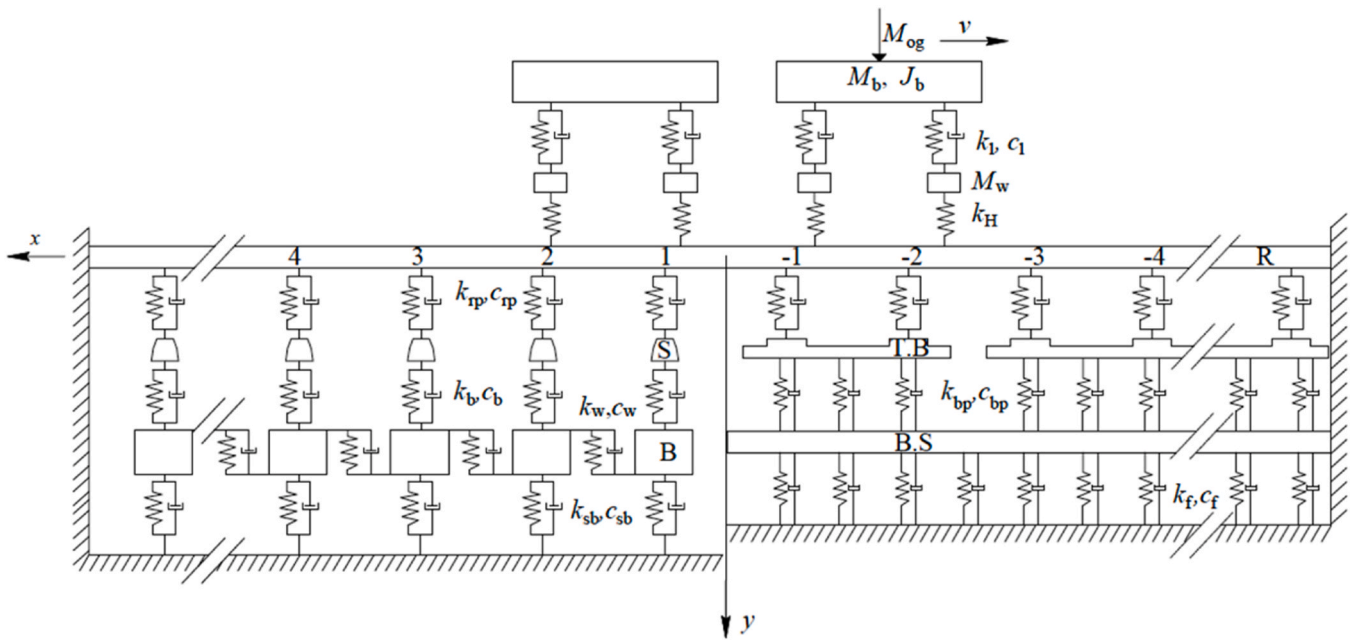 M_og v
M_b, J_b
k_1, c_1
M_w
k_H
x
4 3 2 1 -1 -2 -3 -4 R
k_rp, c_rp
S T.B
k_b, c_b k_w, c_w k_bp, c_bp
B B.S
k_sb, c_sb k_f, c_f
y